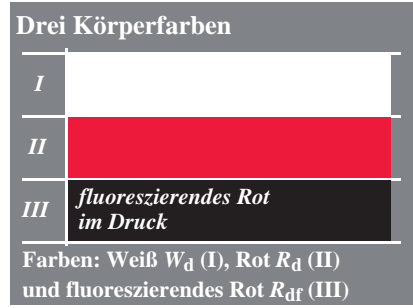 Drei Körperfarben
I
II
III
fluoreszierendes Rot
im Druck
Farben: Weiß Wd (I), Rot Rd (II)
und fluoreszierendes Rot Rdf (III)